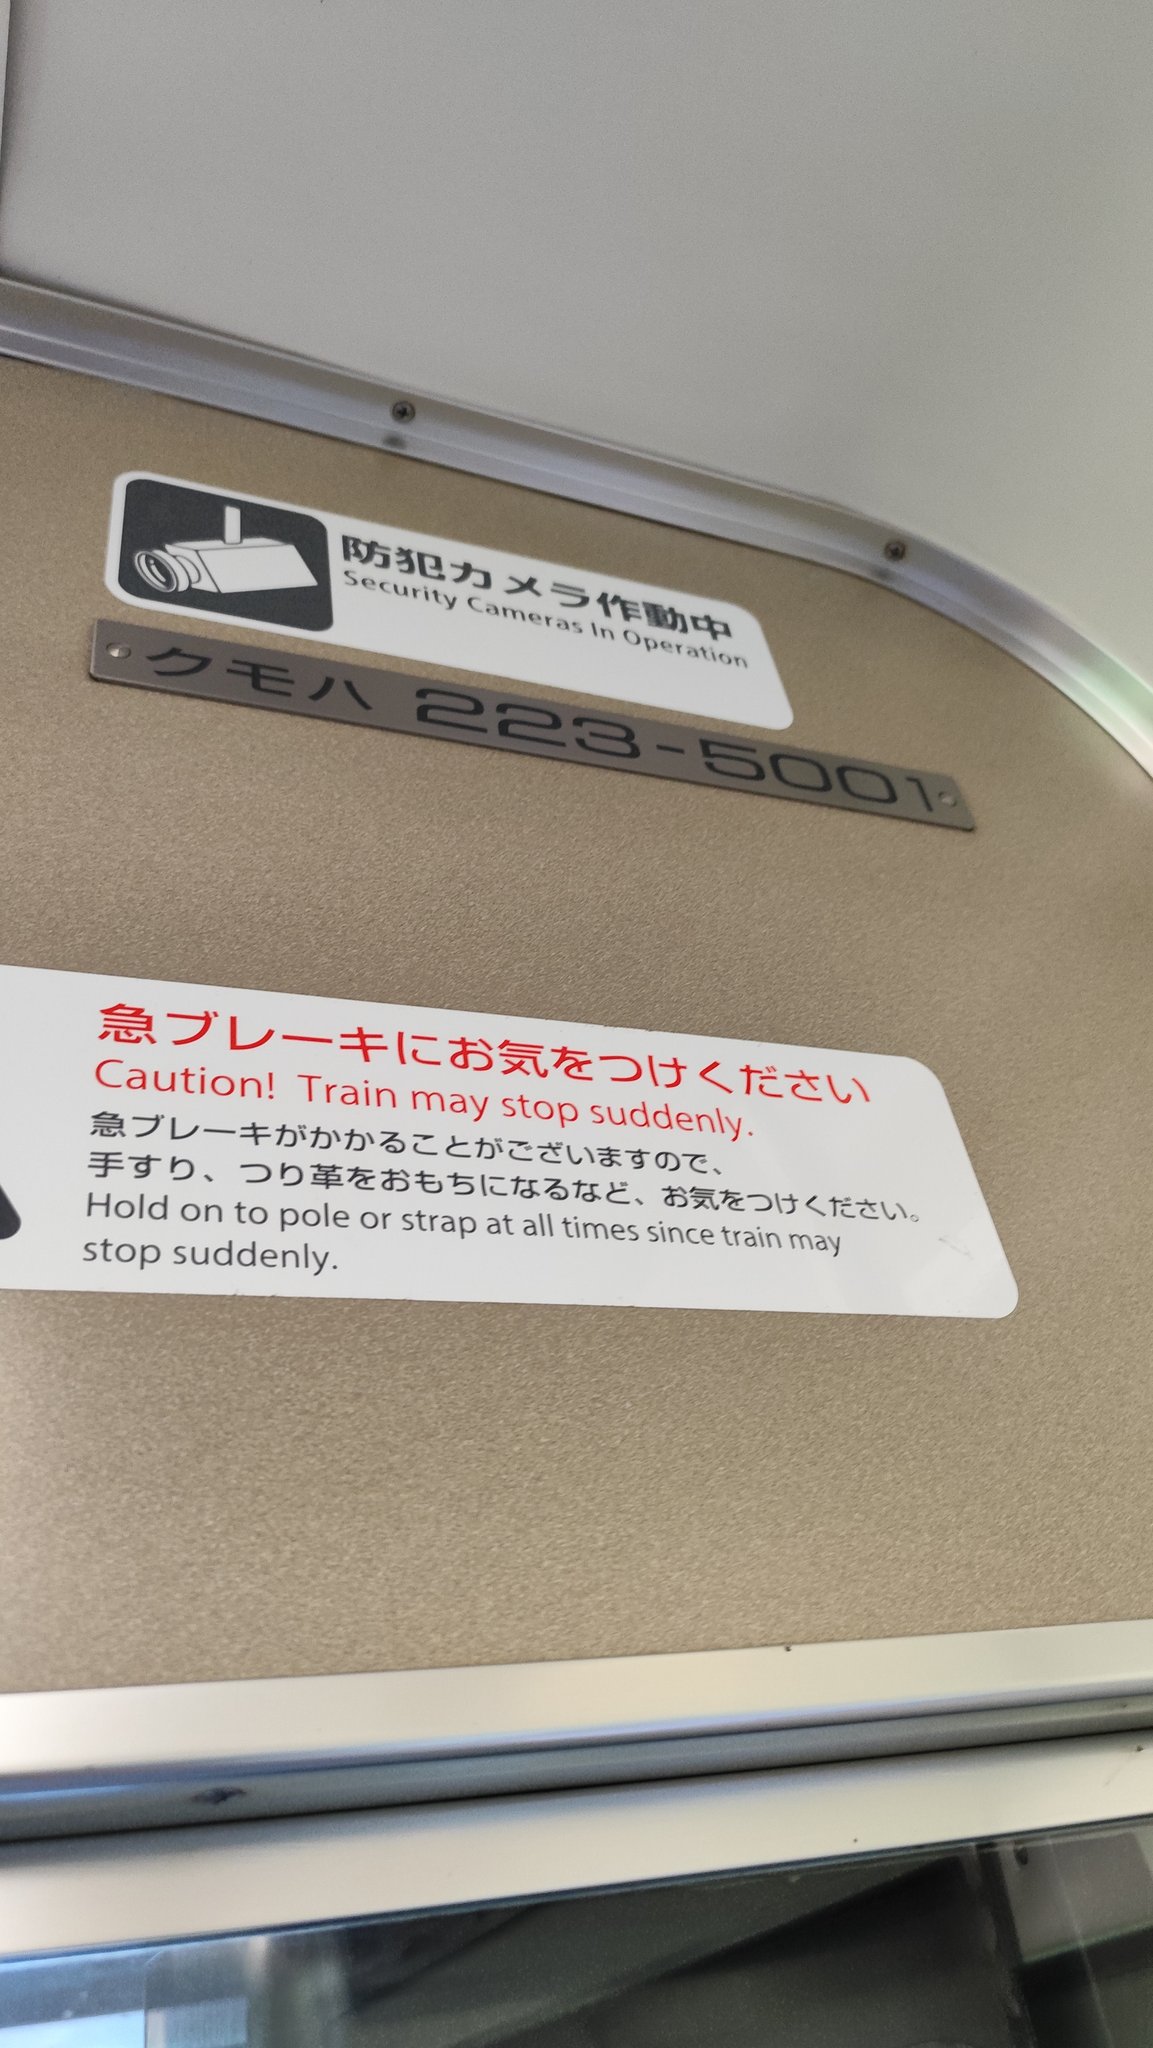 防犯カメラ作動中
Security Cameras In Operation
クモハ 223-5001
急ブレーキにお気をつけください
Caution! Train may stop suddenly.
急ブレーキがかかることがございますので、
手すり、つり革をおもちになるなど、お気をつけください。
Hold on to pole or strap at all times since train may
stop suddenly.